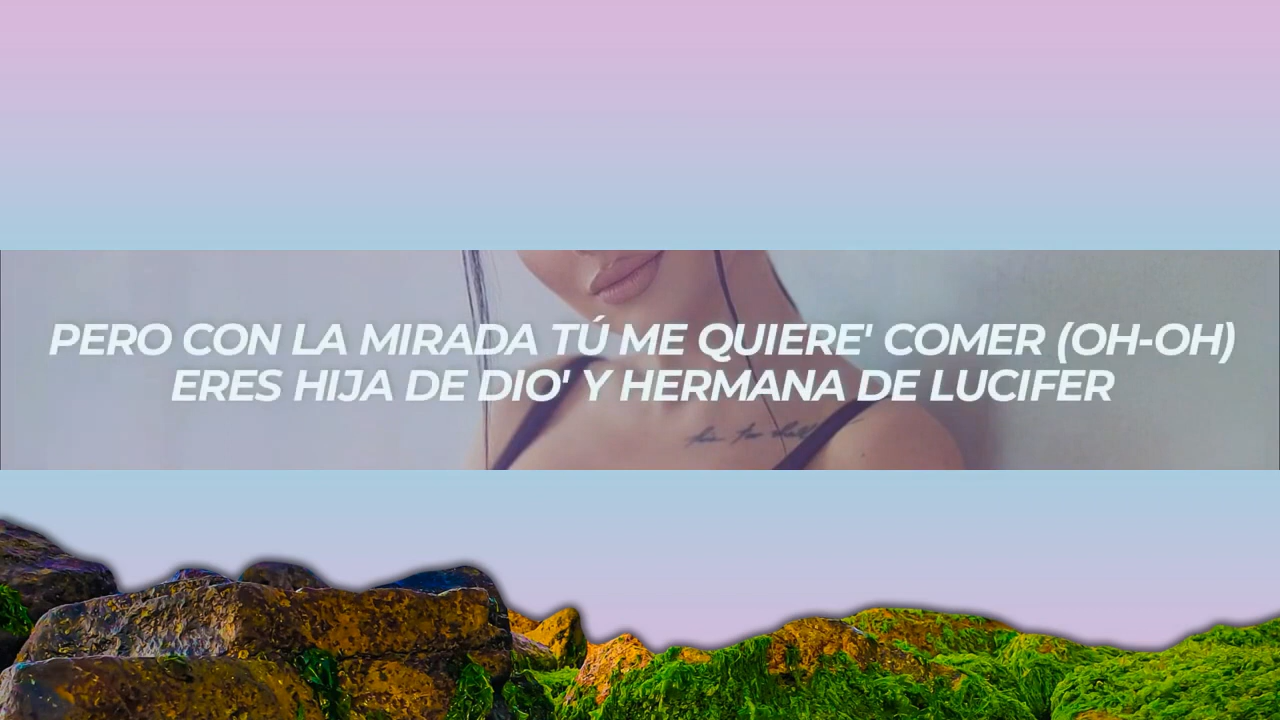 PERO CON LA MIRADA TÚ ME QUIERE' COMER (OH-OH)
ERES HIJA DE DIO' Y HERMANA DE LUCIFER